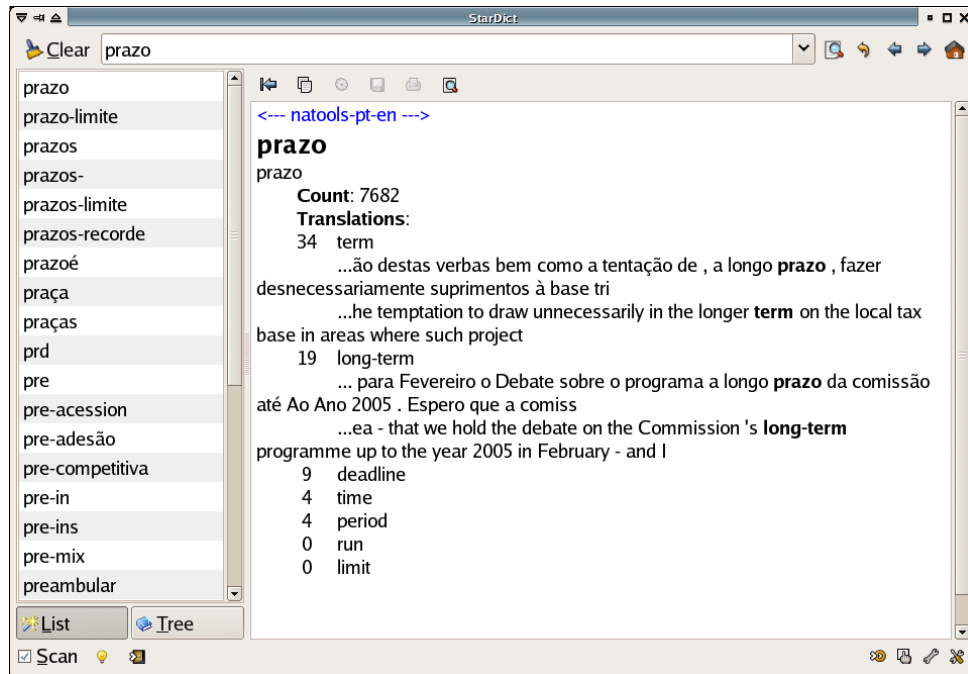 StarDict
Clear prazo
prazo
prazo-limite
prazos
prazos-
prazos-limite
prazos-recorde
prazoé
praça
praças
prd
pre
pre-acession
pre-adesão
pre-competitiva
pre-in
pre-ins
pre-mix
preambular
List Tree
Scan
<--- natools-pt-en --->
prazo
prazo
Count: 7682
Translations:
34 term
...ão destas verbas bem como a tentação de , a longo prazo , fazer
desnecessariamente suprimentos à base tri
...he temptation to draw unnecessarily in the longer term on the local tax
base in areas where such project
19 long-term
... para Fevereiro o Debate sobre o programa a longo prazo da comissão
até Ao Ano 2005 . Espero que a comiss
...ea - that we hold the debate on the Commission 's long-term
programme up to the year 2005 in February - and I
9 deadline
4 time
4 period
0 run
0 limit